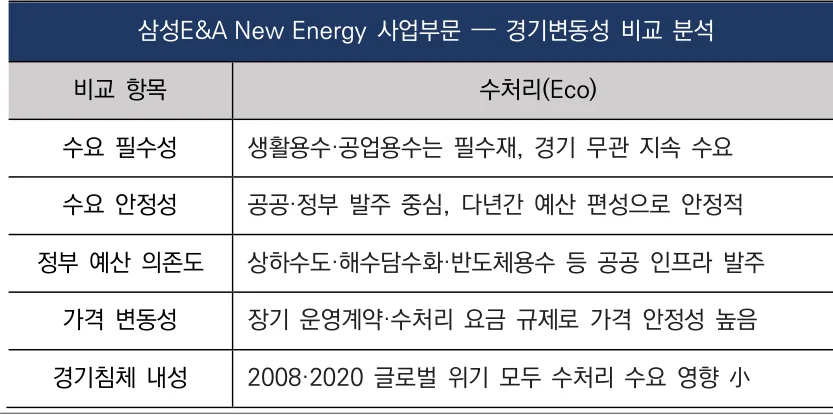 삼성E&A New Energy 사업부문 — 경기변동성 비교 분석
비교 항목 수처리(Eco)
수요 필수성 생활용수·공업용수는 필수재, 경기 무관 지속 수요
수요 안정성 공공·정부 발주 중심, 다년간 예산 편성으로 안정적
정부 예산 의존도 상하수도·해수담수화·반도체용수 등 공공 인프라 발주
가격 변동성 장기 운영계약·수처리 요금 규제로 가격 안정성 높음
경기침체 내성 2008·2020 글로벌 위기 모두 수처리 수요 영향 小